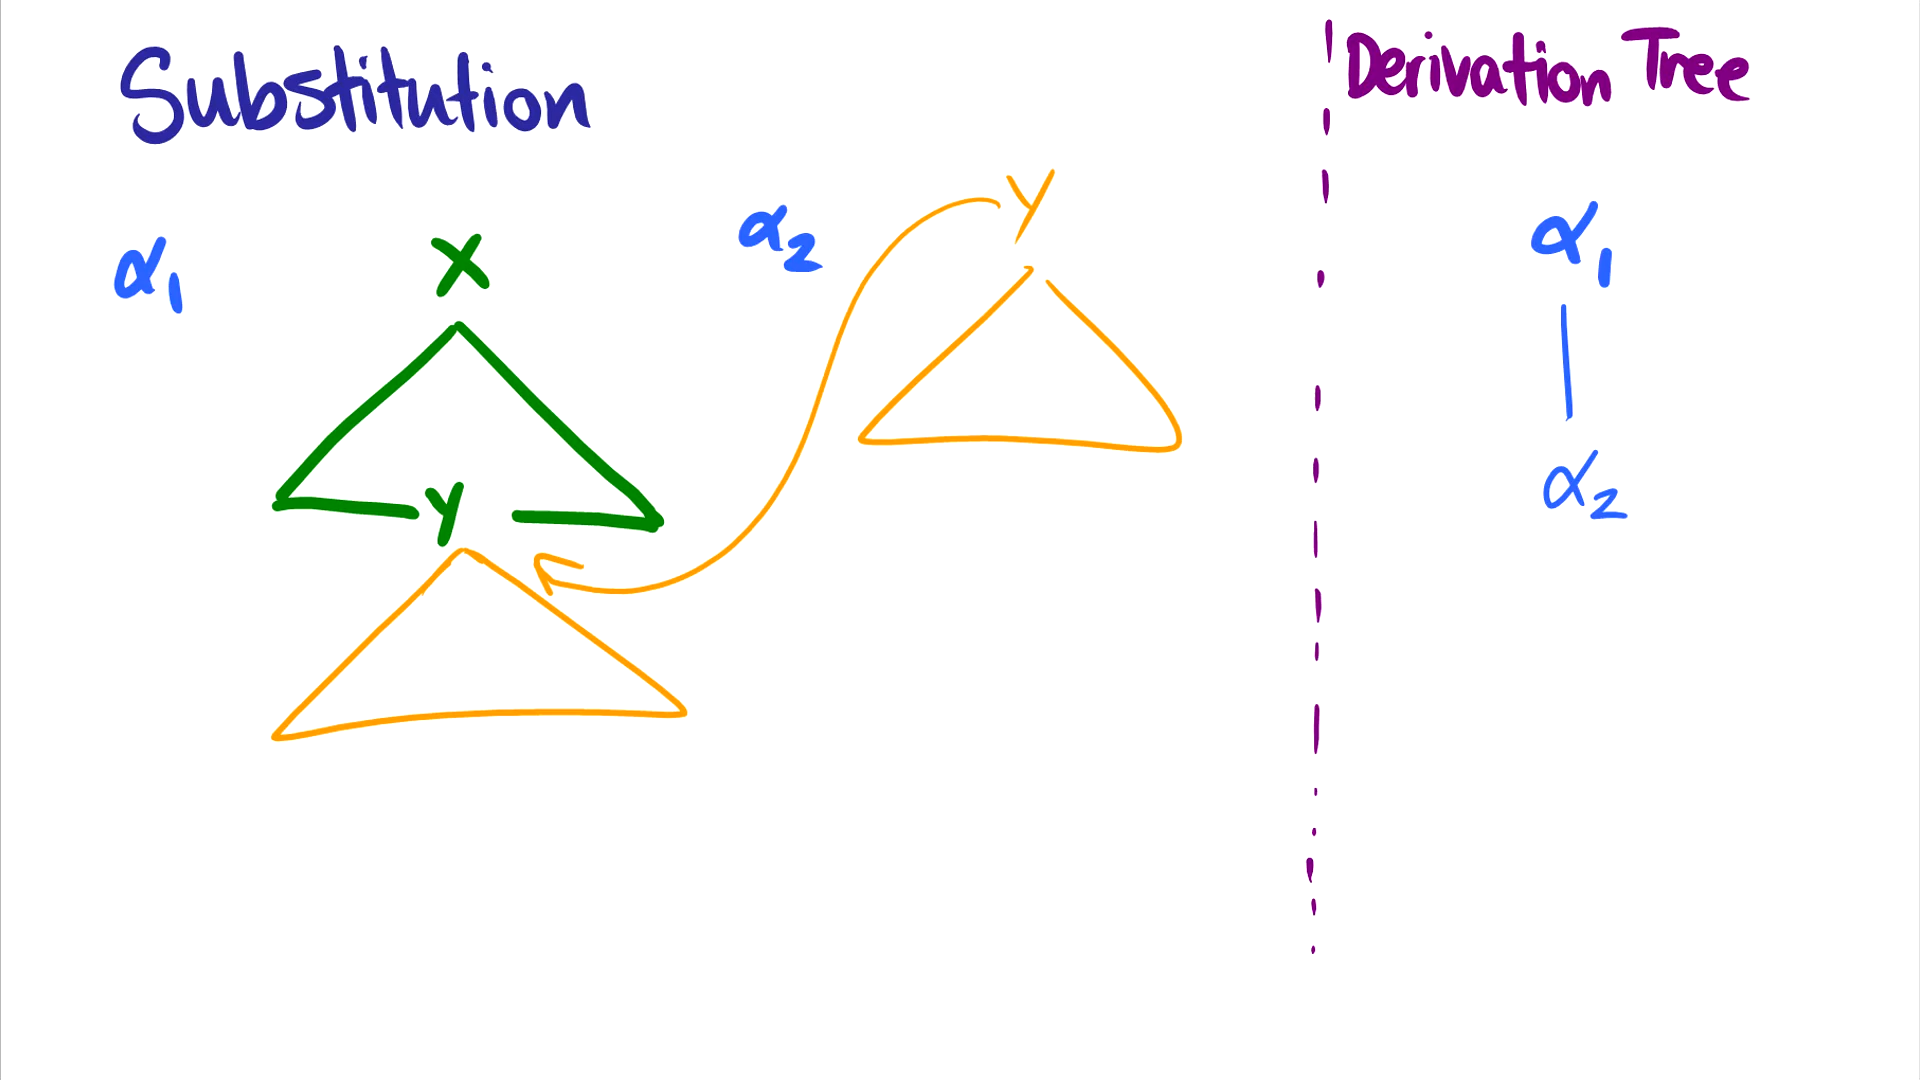 Substitution
α1
X
Y
α2
Y
Derivation Tree
α1
α2